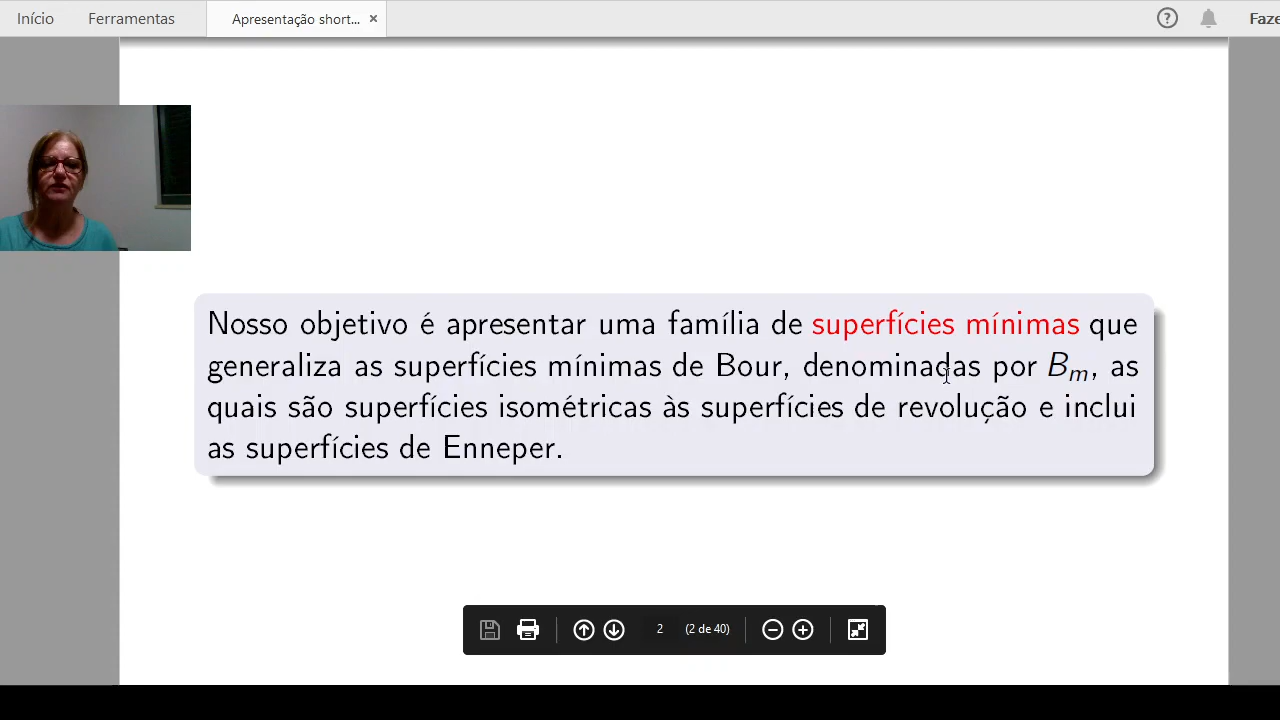 Início Ferramentas Apresentação short... × ? Faze
Nosso objetivo é apresentar uma família de superfícies mínimas que
generaliza as superfícies mínimas de Bour, denominadas por Bₘ, as
quais são superfícies isométricas às superfícies de revolução e inclui
as superfícies de Enneper.
2 (2 de 40)